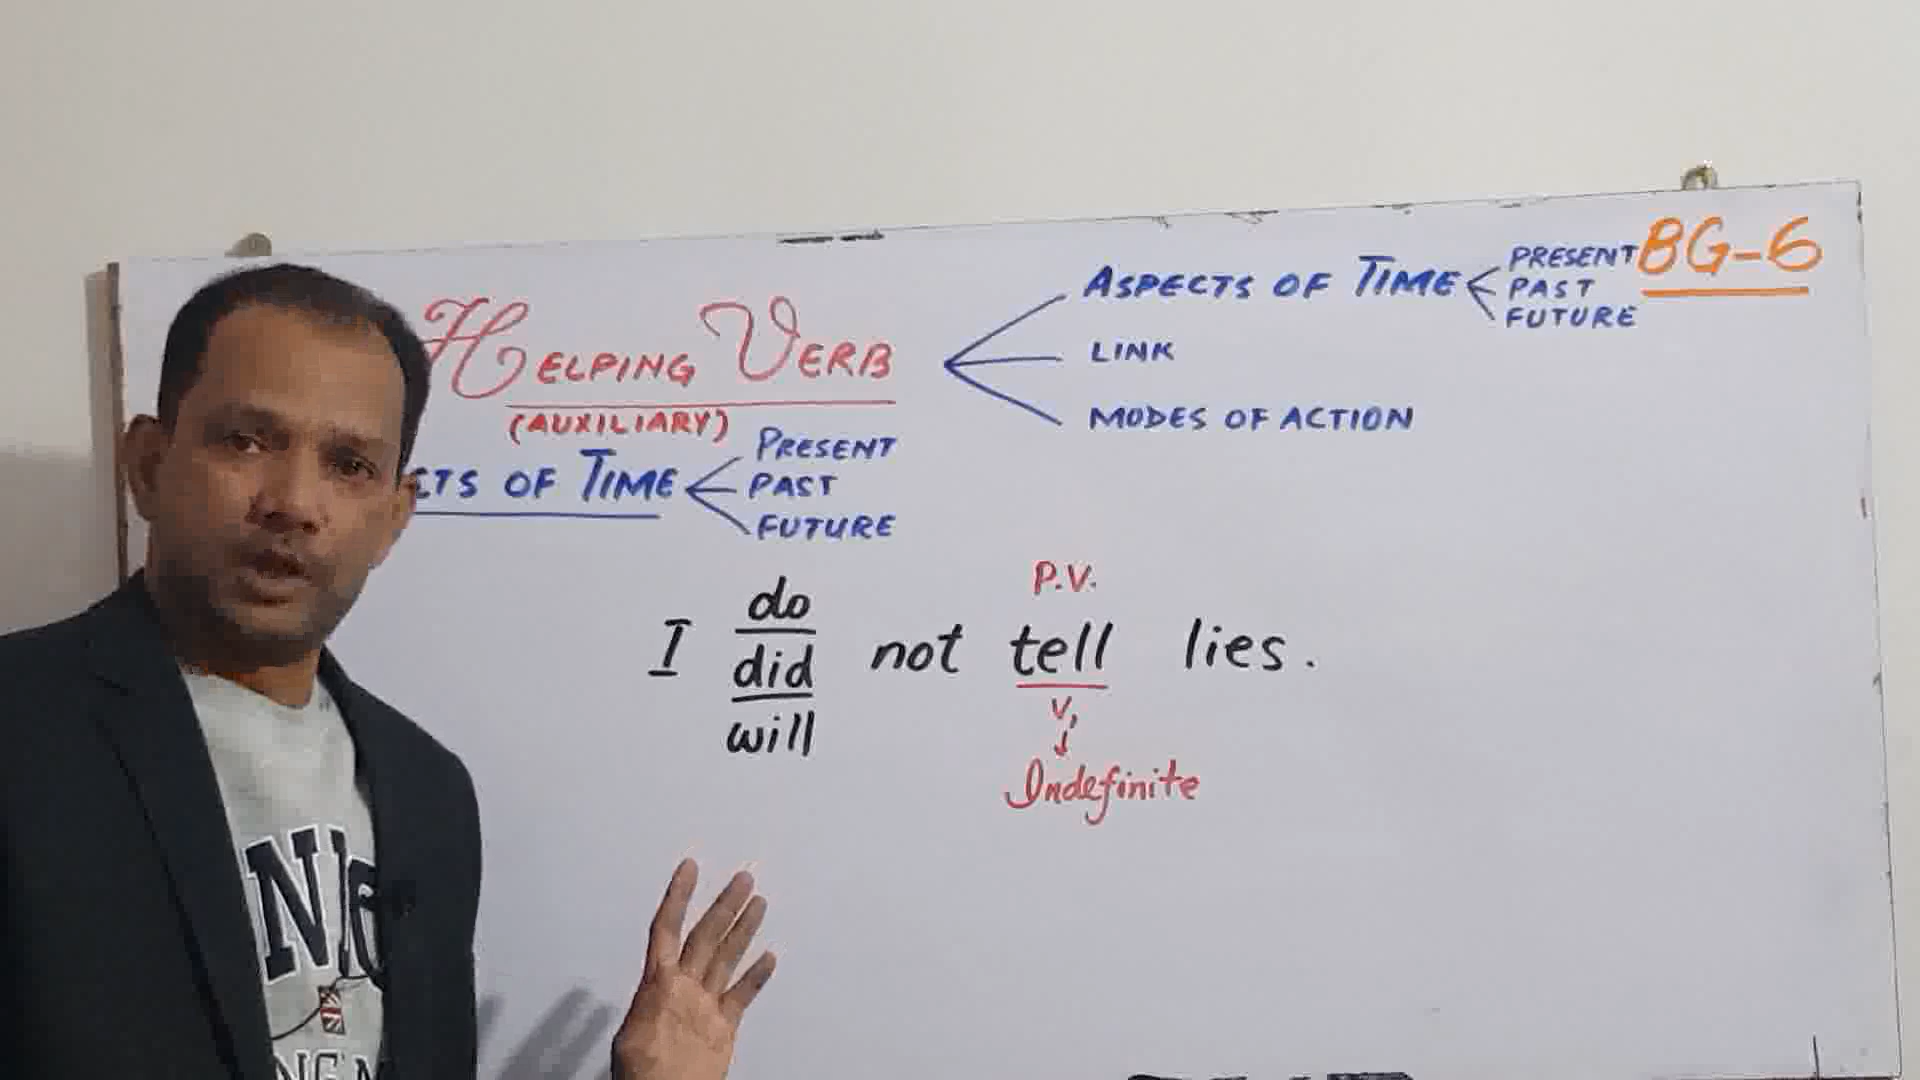 BG-6
HELPING VERB
(AUXILIARY)
ASPECTS OF TIME
PRESENT
PAST
FUTURE
LINK
MODES OF ACTION
CTS OF TIME
PRESENT
PAST
FUTURE
P.V.
I do not tell lies.
did
will
V1
Indefinite